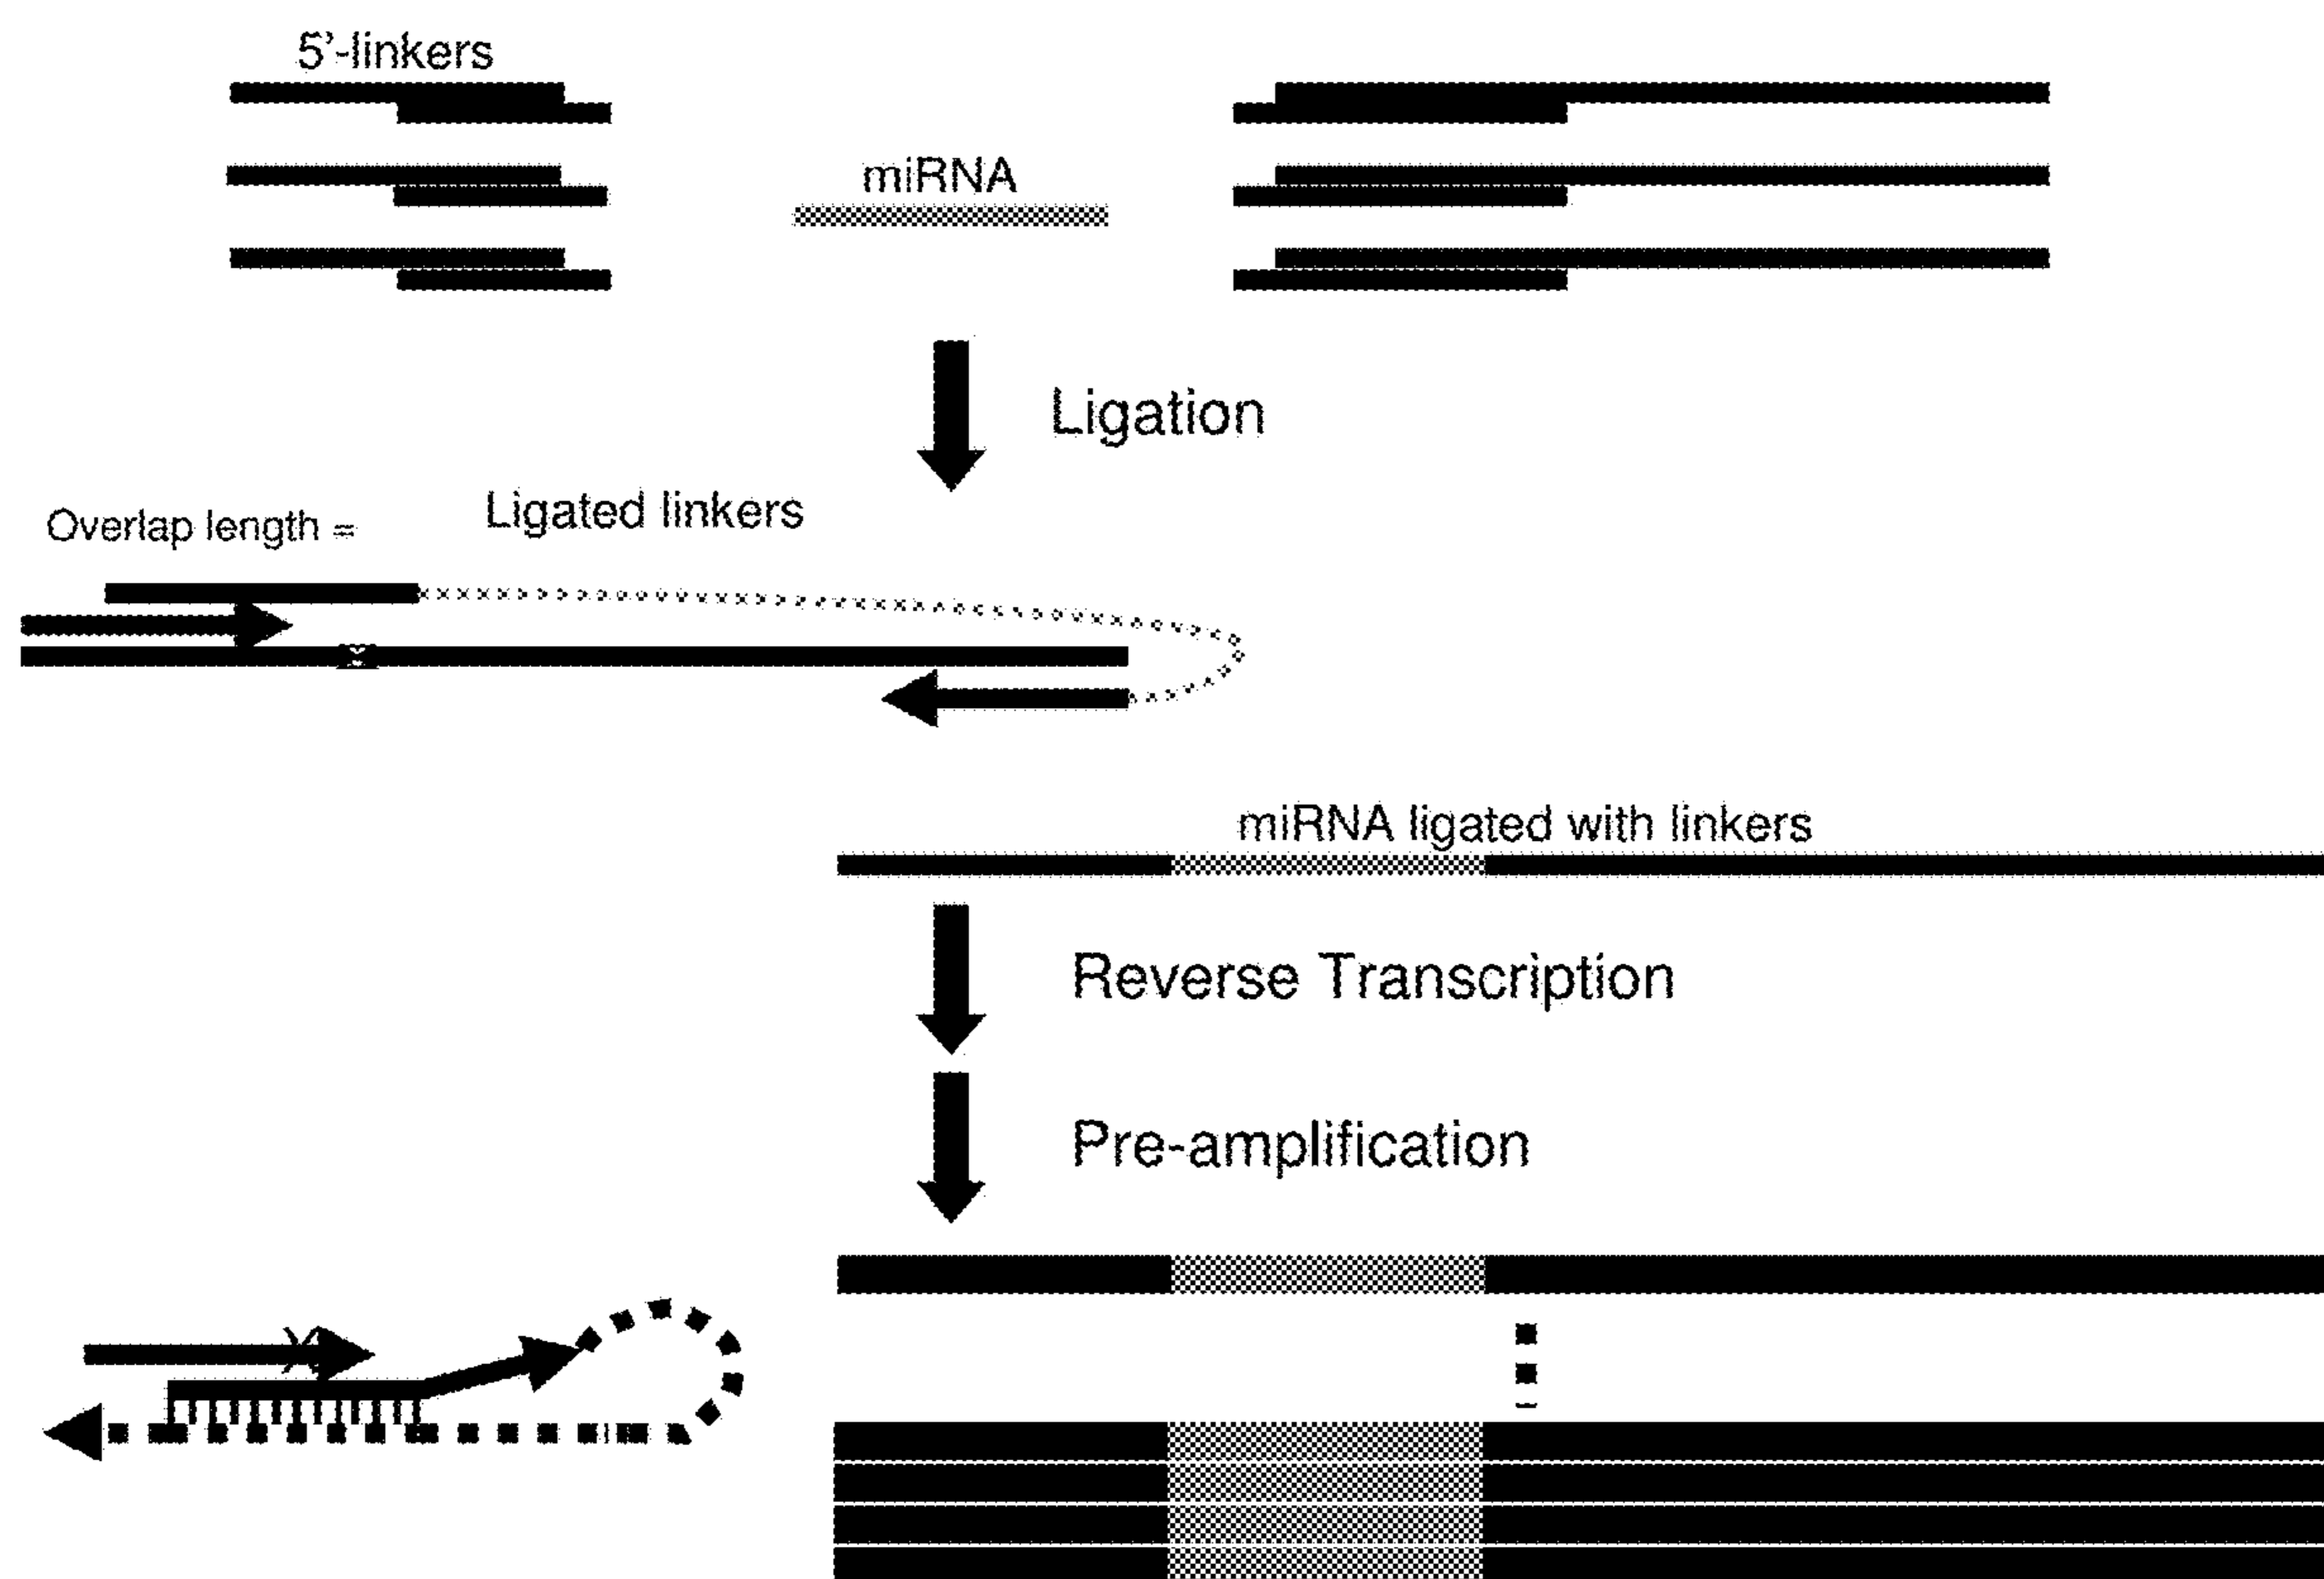 5'-linkers
miRNA
Ligation
Overlap length =
Ligated linkers
miRNA ligated with linkers
Reverse Transcription
Pre-amplification